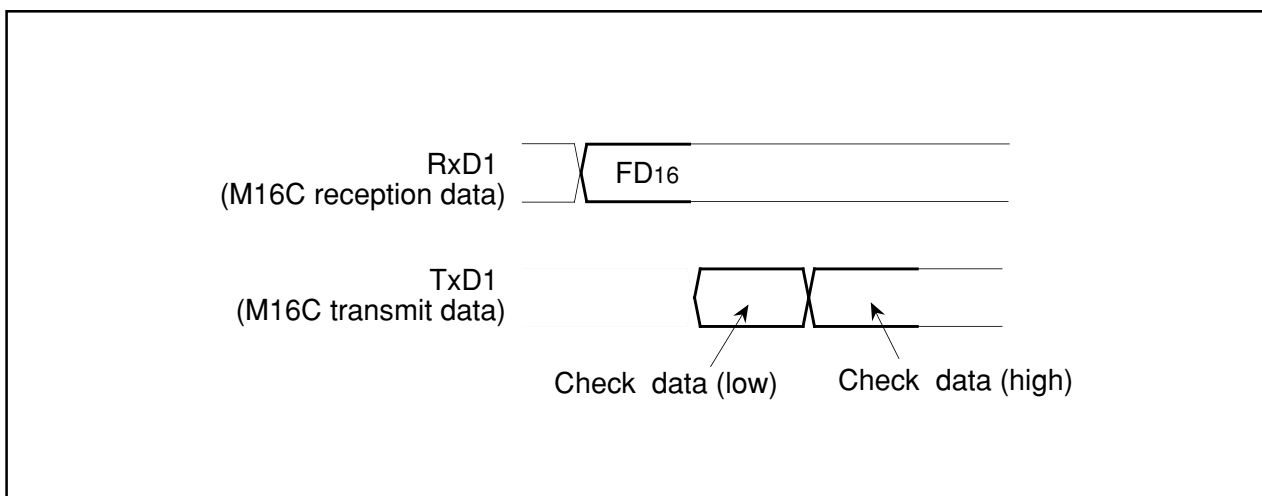 RxD1
(M16C reception data)
FD16
TxD1
(M16C transmit data)
Check data (low)
Check data (high)